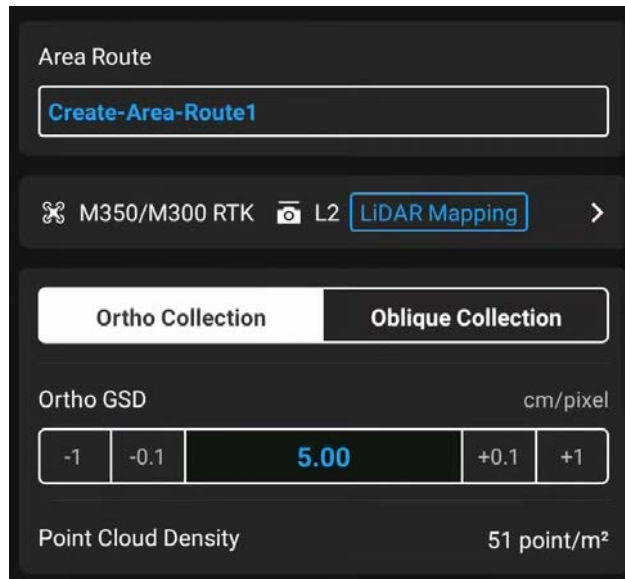 Area Route
Create-Area-Route1
M350/M300 RTK L2 LiDAR Mapping
Ortho Collection Oblique Collection
Ortho GSD cm/pixel
-1 -0.1 5.00 +0.1 +1
Point Cloud Density 51 point/m²